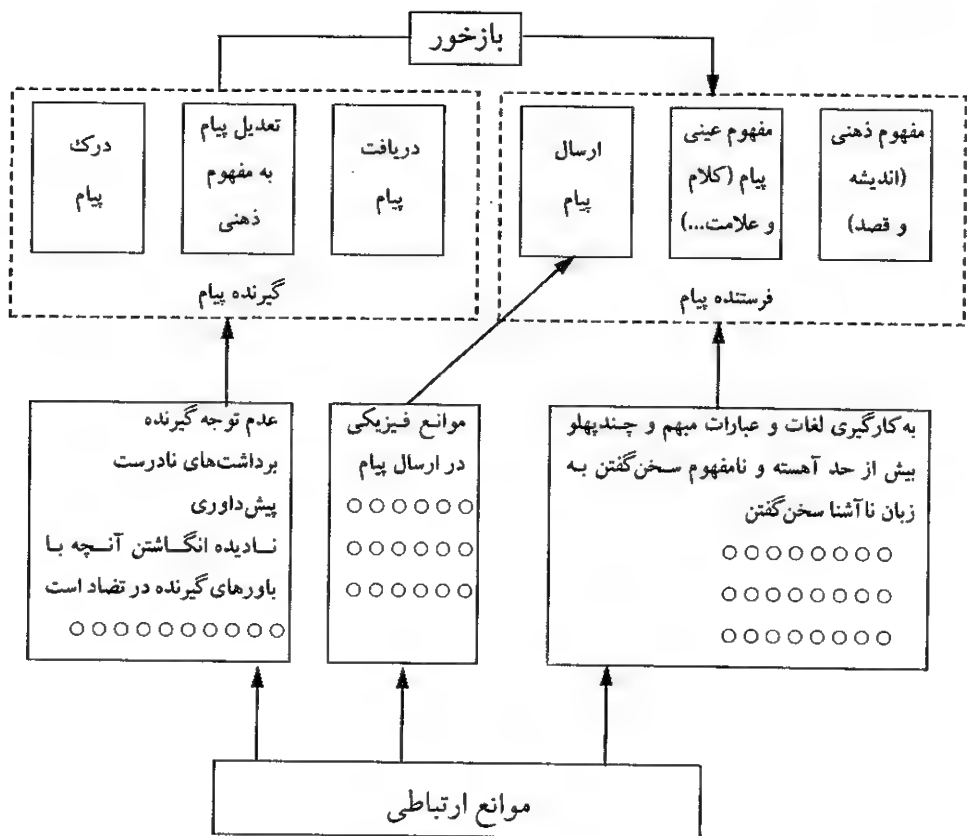 بازخور
مفهوم ذهنی
(اندیشه
و قصد)
مفهوم عینی
پیام (کلام
و علامت...)
ارسال
پیام
فرستنده پیام
دریافت
پیام
تعدیل پیام
به مفهوم
ذهنی
درک
پیام
گیرنده پیام
به‌کارگیری لغات و عبارات مبهم و چندپهلو
بیش از حد آهسته و نامفهوم سخن‌گفتن به
زبان ناآشنا سخن‌گفتن
موانع فیزیکی
در ارسال پیام
عدم توجه گیرنده
برداشت‌های نادرست
پیش‌داوری
نادیده انگاشتن آنچه با
باورهای گیرنده در تضاد است
موانع ارتباطی